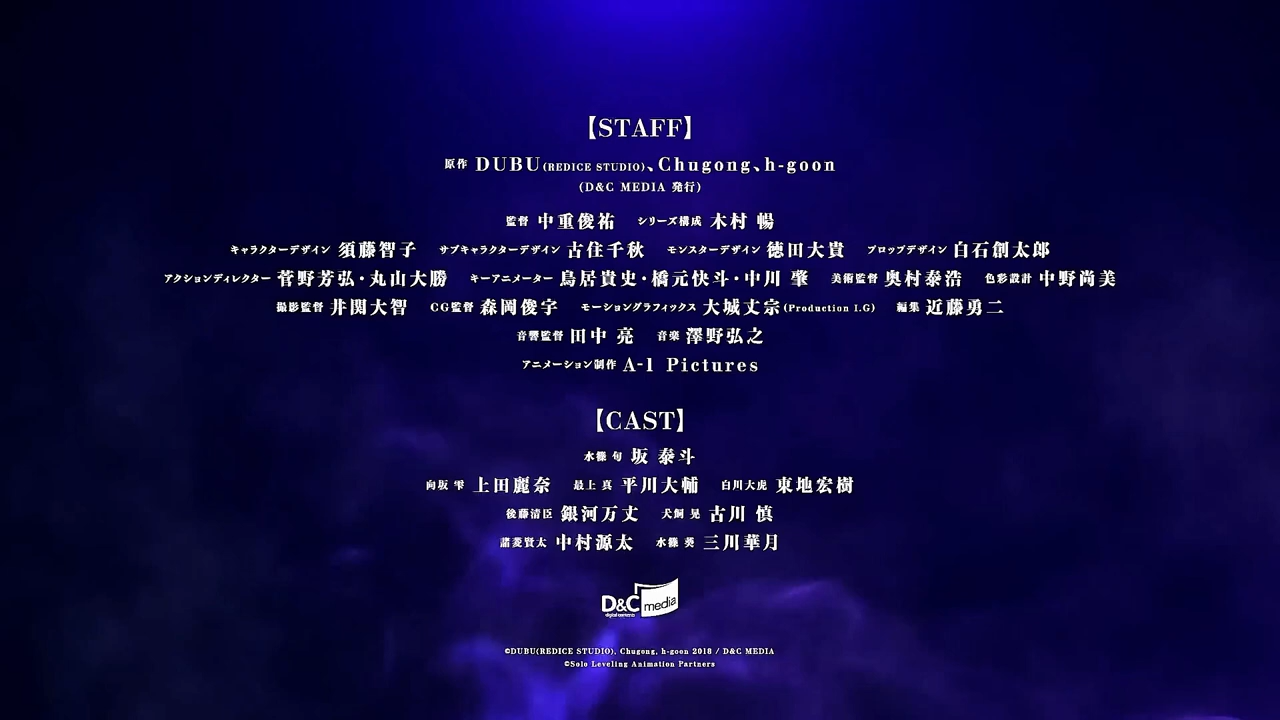 【STAFF】
原作 DUBU(REDICE STUDIO)、Chugong、h-goon
(D&C MEDIA 発行)
監督 中重俊祐 シリーズ構成 木村 暢
キャラクターデザイン 須藤智子 サブキャラクターデザイン 古住千秋 モンスターデザイン 徳田大貴 プロップデザイン 白石創太郎
アクションディレクター 菅野芳弘・丸山大勝 キーアニメーター 鳥居貴史・橋元快斗・中川 肇 美術監督 奥村泰浩 色彩設計 中野尚美
撮影監督 井関大智 CG監督 森岡俊宇 モーショングラフィックス 大城丈宗(Production I.G) 編集 近藤勇二
音響監督 田中 亮 音楽 澤野弘之
アニメーション制作 A-1 Pictures
【CAST】
水篠 旬 坂 泰斗
向坂 雫 上田麗奈 最上 真 平川大輔 白川大虎 東地宏樹
後藤清臣 銀河万丈 犬飼 晃 古川 慎
諸菱賢太 中村源太 水篠 葵 三川華月
D&C media
digital contents
©DUBU(REDICE STUDIO), Chugong, h-goon 2018 / D&C MEDIA
©Solo Leveling Animation Partners